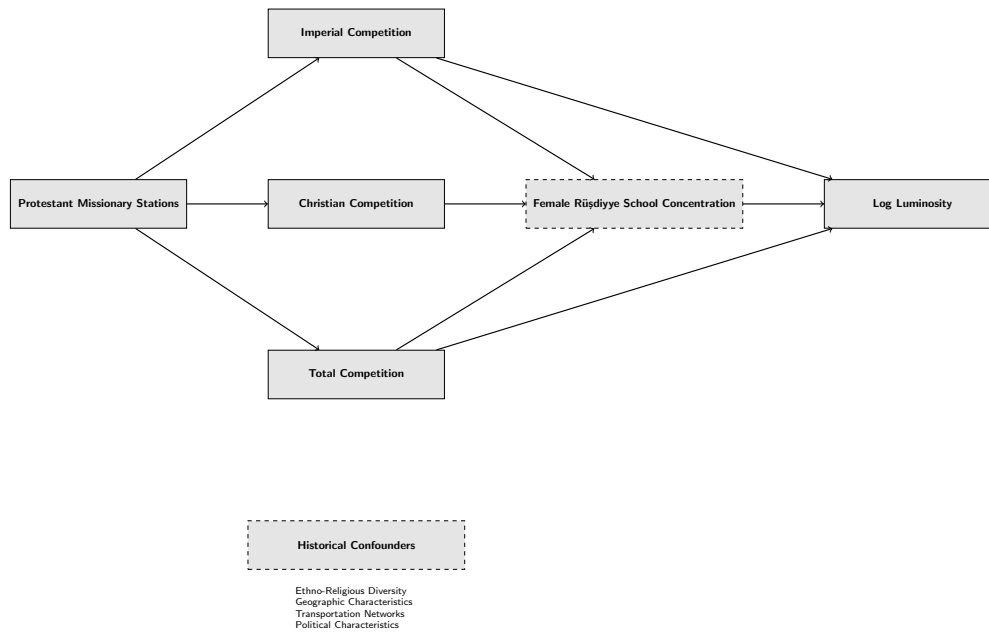 Imperial Competition
Protestant Missionary Stations
Christian Competition
Female Rüşdiyye School Concentration
Log Luminosity
Total Competition
Historical Confounders
Ethno-Religious Diversity
Geographic Characteristics
Transportation Networks
Political Characteristics